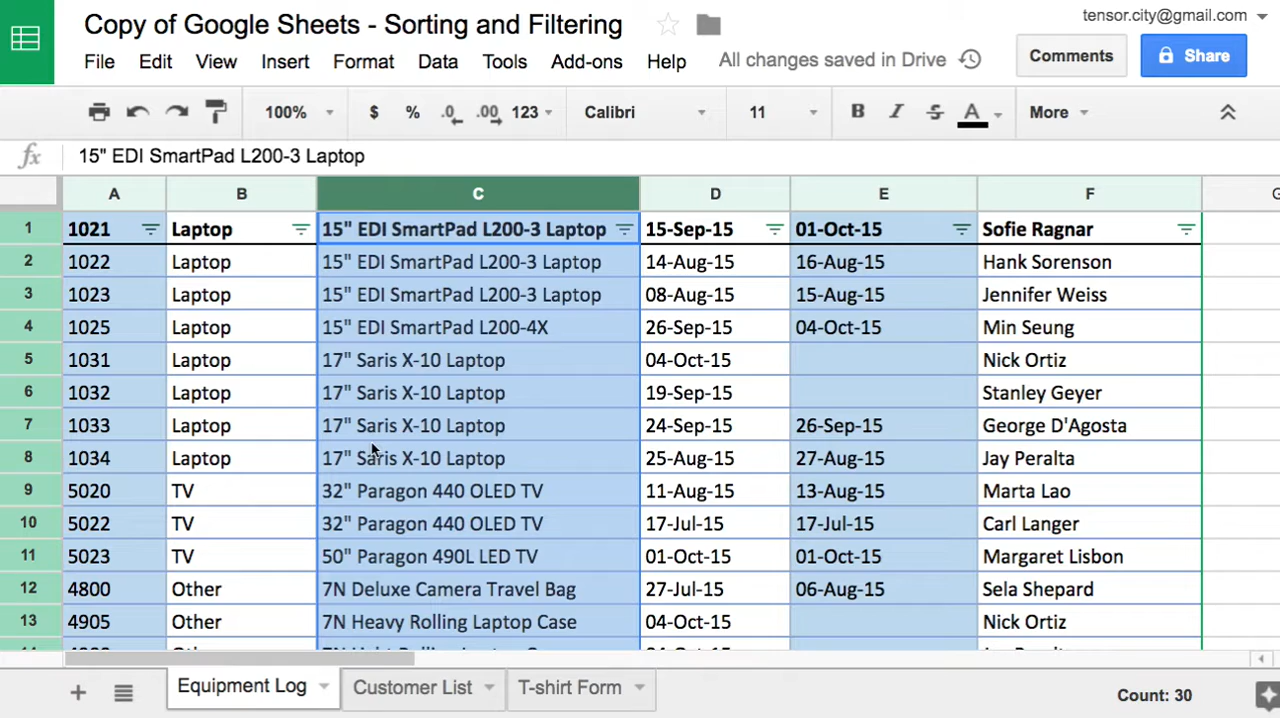 Copy of Google Sheets - Sorting and Filtering
tensor.city@gmail.com
File Edit View Insert Format Data Tools Add-ons Help All changes saved in Drive Comments Share
100% $ % .0 .00 123 Calibri 11 B I S A More
fx 15" EDI SmartPad L200-3 Laptop
A B C D E F G
1 1021 Laptop 15" EDI SmartPad L200-3 Laptop 15-Sep-15 01-Oct-15 Sofie Ragnar
2 1022 Laptop 15" EDI SmartPad L200-3 Laptop 14-Aug-15 16-Aug-15 Hank Sorenson
3 1023 Laptop 15" EDI SmartPad L200-3 Laptop 08-Aug-15 15-Aug-15 Jennifer Weiss
4 1025 Laptop 15" EDI SmartPad L200-4X 26-Sep-15 04-Oct-15 Min Seung
5 1031 Laptop 17" Saris X-10 Laptop 04-Oct-15 Nick Ortiz
6 1032 Laptop 17" Saris X-10 Laptop 19-Sep-15 Stanley Geyer
7 1033 Laptop 17" Saris X-10 Laptop 24-Sep-15 26-Sep-15 George D'Agosta
8 1034 Laptop 17" Saris X-10 Laptop 25-Aug-15 27-Aug-15 Jay Peralta
9 5020 TV 32" Paragon 440 OLED TV 11-Aug-15 13-Aug-15 Marta Lao
10 5022 TV 32" Paragon 440 OLED TV 17-Jul-15 17-Jul-15 Carl Langer
11 5023 TV 50" Paragon 490L LED TV 01-Oct-15 01-Oct-15 Margaret Lisbon
12 4800 Other 7N Deluxe Camera Travel Bag 27-Jul-15 06-Aug-15 Sela Shepard
13 4905 Other 7N Heavy Rolling Laptop Case 04-Oct-15 Nick Ortiz
Equipment Log Customer List T-shirt Form Count: 30